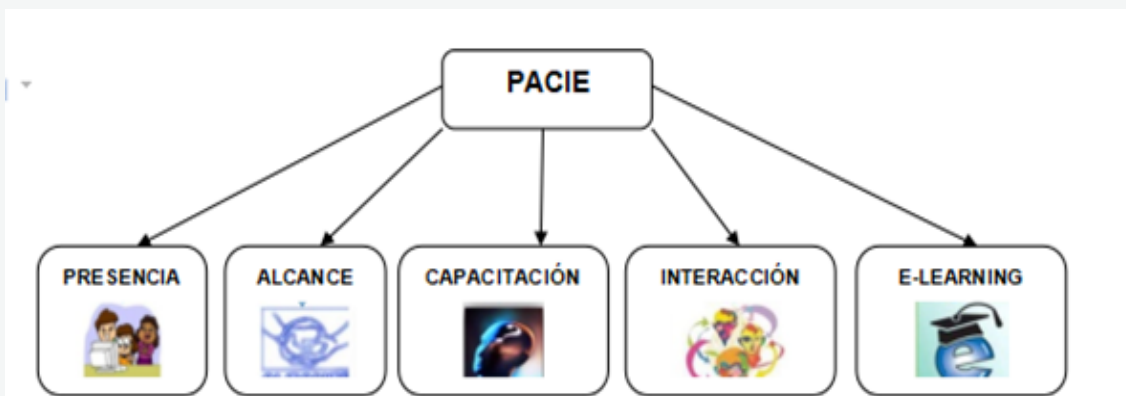 PACIE
PRESENCIA
ALCANCE
CAPACITACIÓN
INTERACCIÓN
E-LEARNING